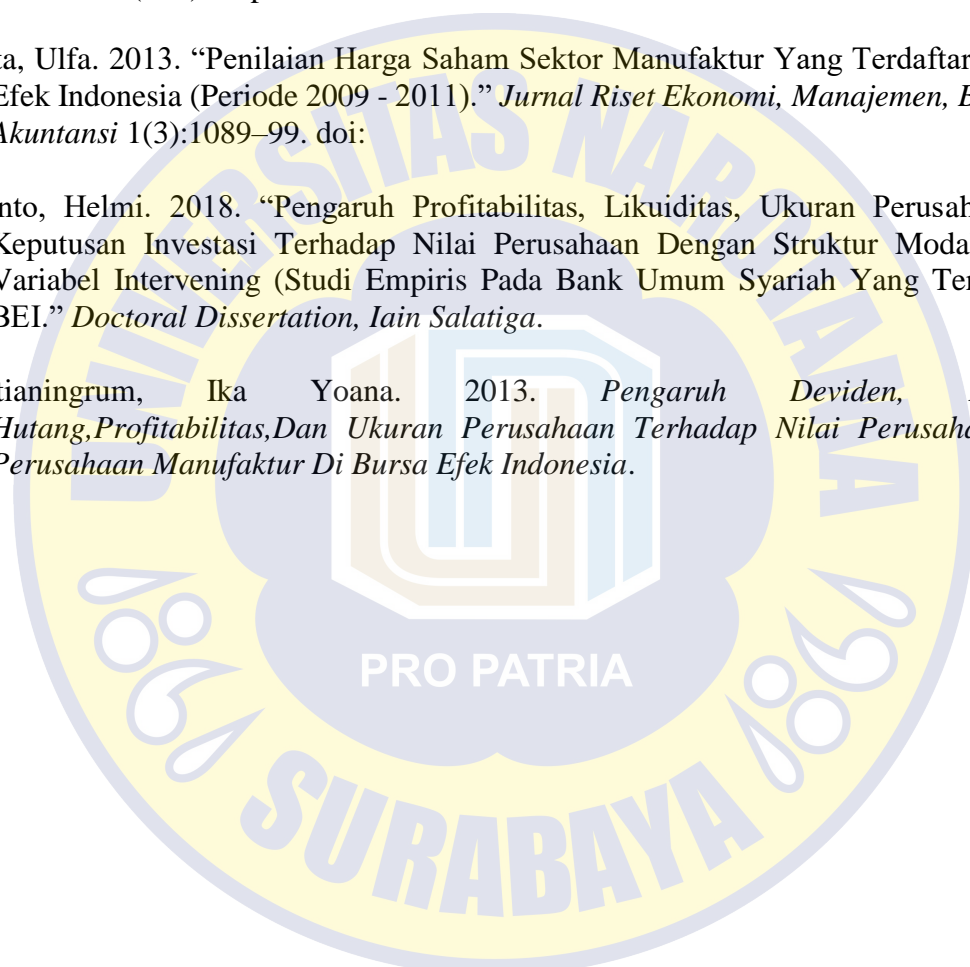 ta, Ulfa. 2013. “Penilaian Harga Saham Sektor Manufaktur Yang Terdaftar
Efek Indonesia (Periode 2009 - 2011).” Jurnal Riset Ekonomi, Manajemen,
Akuntansi 1(3):1089–99. doi:
nto, Helmi. 2018. “Pengaruh Profitabilitas, Likuiditas, Ukuran Perusah
Keputusan Investasi Terhadap Nilai Perusahaan Dengan Struktur Moda
Variabel Intervening (Studi Empiris Pada Bank Umum Syariah Yang Ter
BEI.” Doctoral Dissertation, Iain Salatiga.
tianingrum, Ika Yoana. 2013. Pengaruh Deviden,
Hutang,Profitabilitas,Dan Ukuran Perusahaan Terhadap Nilai Perusaha
Perusahaan Manufaktur Di Bursa Efek Indonesia.
UNIVERSITAS NAROTAMA
PRO PATRIA
1981 1981
SURABAYA